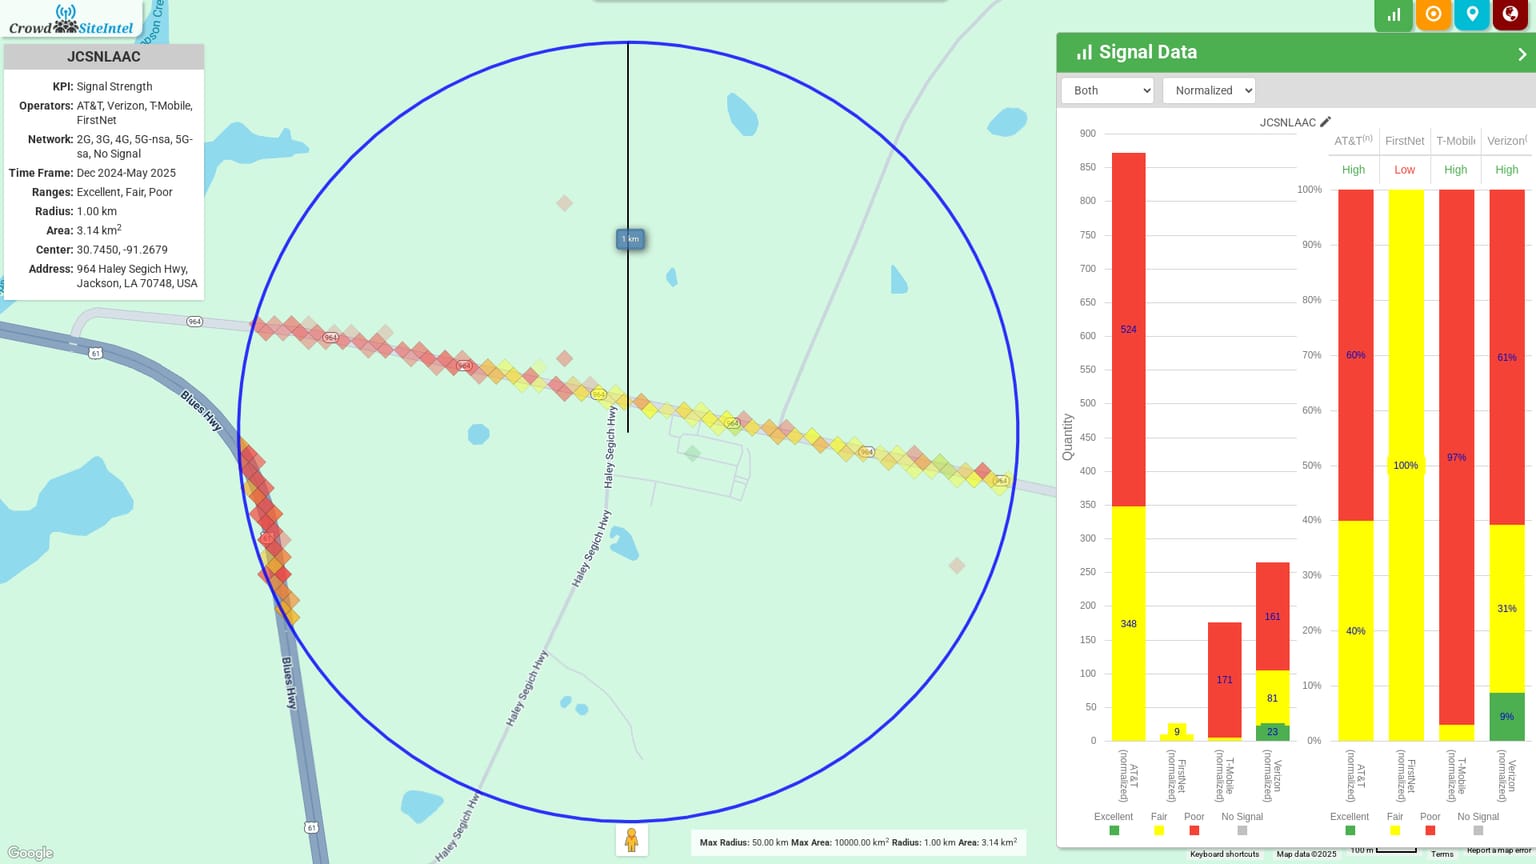 Crowd SiteIntel
JCSNLAAC
KPI: Signal Strength
Operators: AT&T, Verizon, T-Mobile,
FirstNet
Network: 2G, 3G, 4G, 5G-nsa, 5G-
sa, No Signal
Time Frame: Dec 2024-May 2025
Ranges: Excellent, Fair, Poor
Radius: 1.00 km
Area: 3.14 km²
Center: 30.7450, -91.2679
Address: 964 Haley Segich Hwy,
Jackson, LA 70748, USA
1 km
964
964
964
964
964
964
964
61
61
Blues Hwy
Blues Hwy
Haley Segich Hwy
Haley Segich Hwy
Haley Segich Hwy
Haley Segich Hwy
Google
Max Radius: 50.00 km Max Area: 10000.00 km² Radius: 1.00 km Area: 3.14 km²
Keyboard shortcuts
Map data ©2025
100 m
Terms
Report a map error
Signal Data
Both
Normalized
JCSNLAAC
Quantity
900
850
800
750
700
650
600
550
500
450
400
350
300
250
200
150
100
50
0
524
348
9
171
161
81
23
AT&T (normalized)
FirstNet (normalized)
T-Mobile (normalized)
Verizon (normalized)
Excellent Fair Poor No Signal
AT&T(n) FirstNet T-Mobile Verizon(
High Low High High
100%
90%
80%
70%
60%
50%
40%
30%
20%
10%
0%
60%
40%
100%
97%
61%
31%
9%
AT&T (normalized)
FirstNet (normalized)
T-Mobile (normalized)
Verizon (normalized)
Excellent Fair Poor No Signal